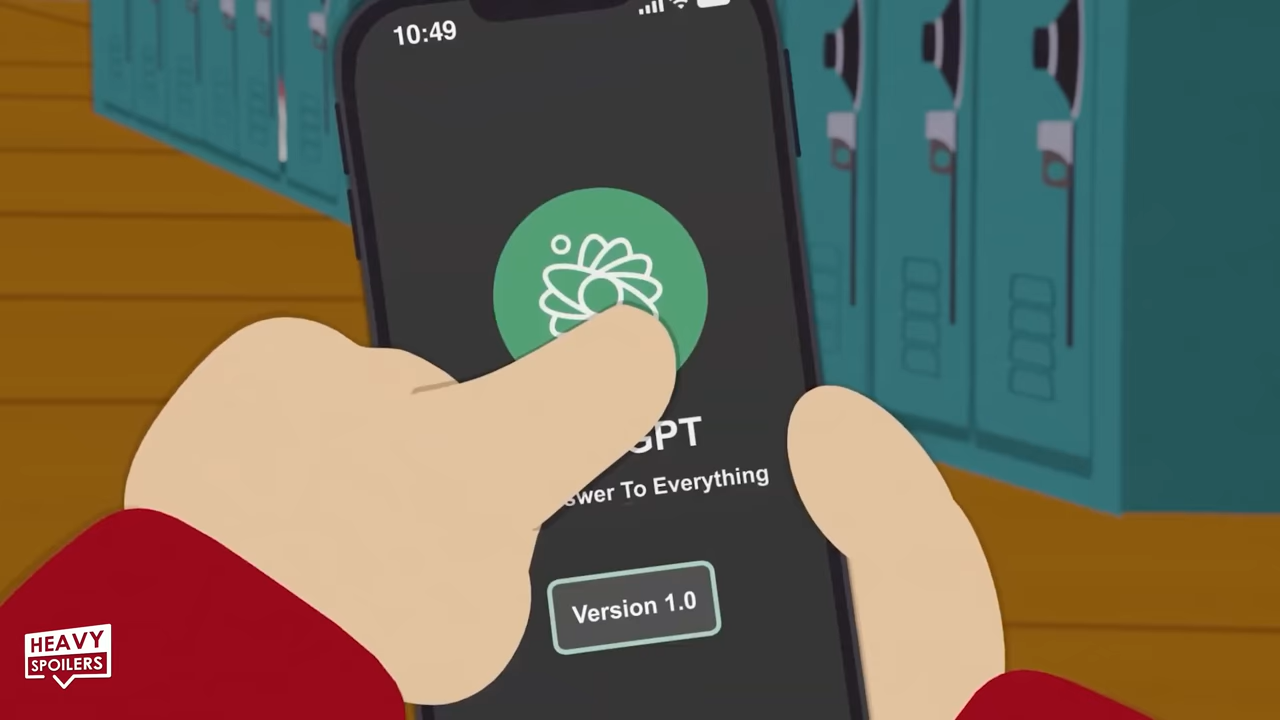 10:49
GPT
swer To Everything
Version 1.0
HEAVY
SPOILERS